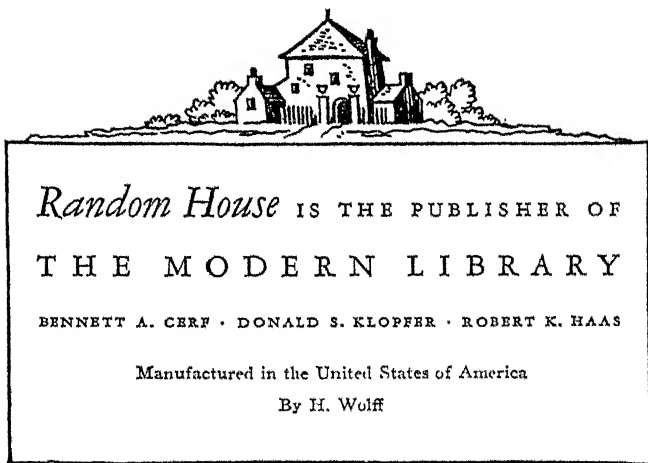 Random House IS THE PUBLISHER OF
THE MODERN LIBRARY
BENNETT A. CERF · DONALD S. KLOPFER · ROBERT K. HAAS
Manufactured in the United States of America
By H. Wolff